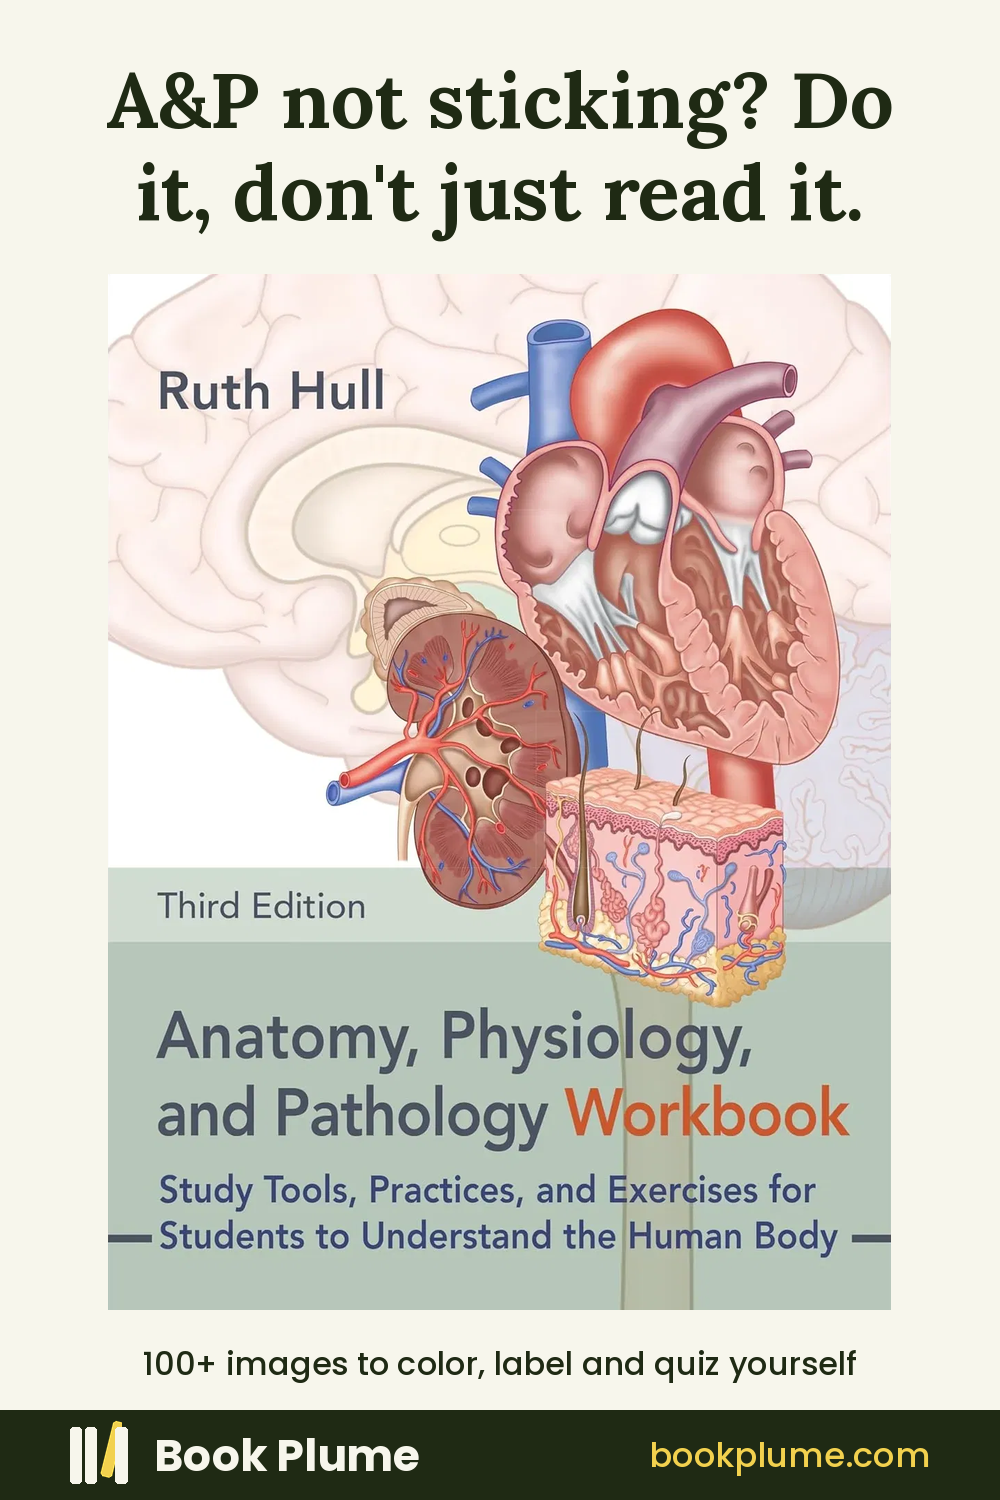 A&P not sticking? Do
it, don't just read it.
Ruth Hull
Third Edition
Anatomy, Physiology,
and Pathology Workbook
Study Tools, Practices, and Exercises for
Students to Understand the Human Body
100+ images to color, label and quiz yourself
Book Plume
bookplume.com